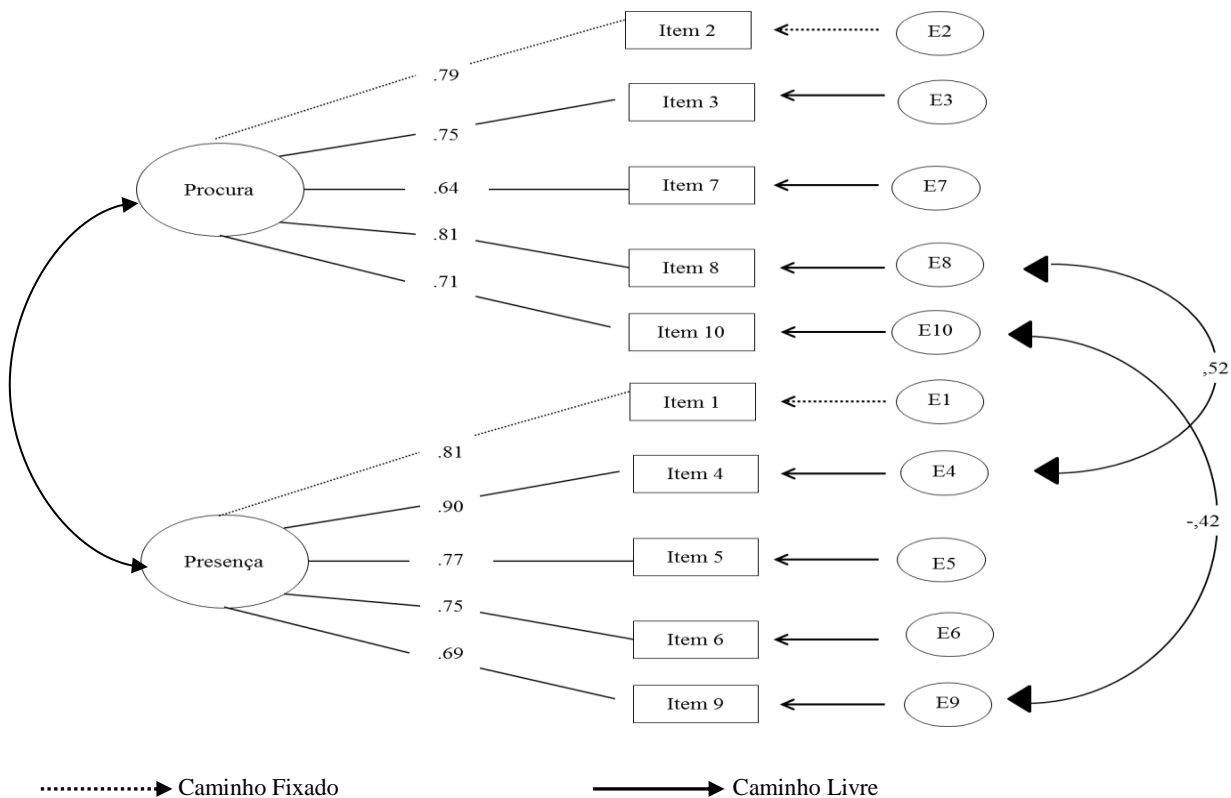 Item 2
E2
.79
Item 3
E3
.75
Procura
.64
Item 7
E7
.81
Item 8
E8
.71
Item 10
E10
,52
Item 1
E1
.81
Item 4
E4
.90
-,42
Presença
.77
Item 5
E5
.75
Item 6
E6
.69
Item 9
E9
Caminho Fixado
Caminho Livre